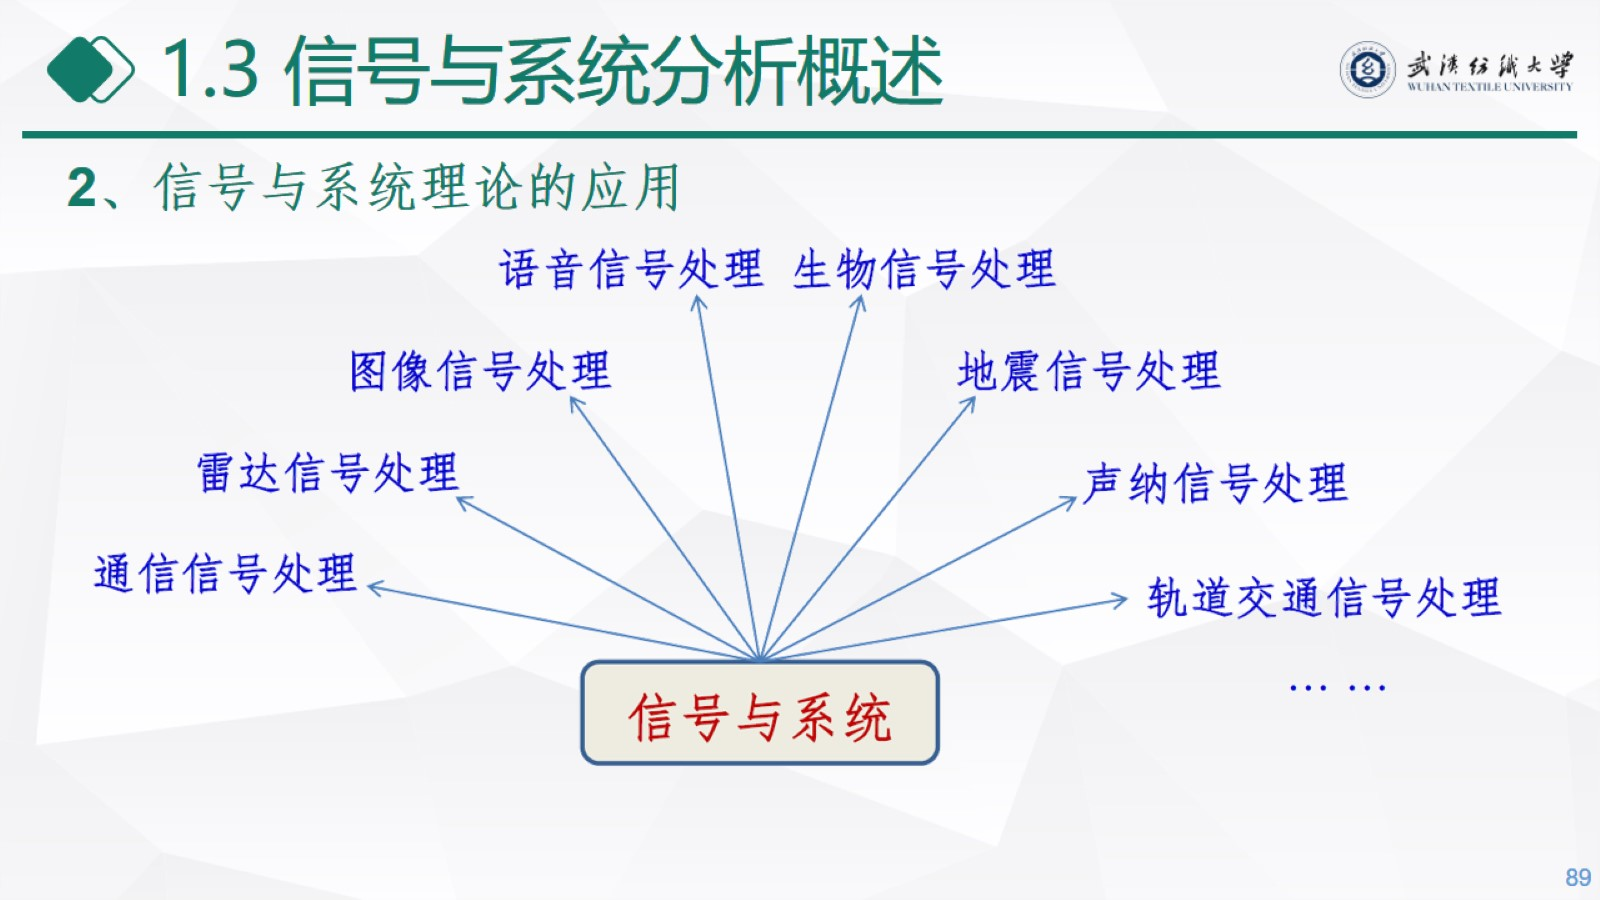 1.3 信号与系统分析概述
武汉纺织大学
WUHAN TEXTILE UNIVERSITY
2、信号与系统理论的应用
语音信号处理 生物信号处理
图像信号处理 地震信号处理
雷达信号处理 声纳信号处理
通信信号处理 轨道交通信号处理
… …
信号与系统
89